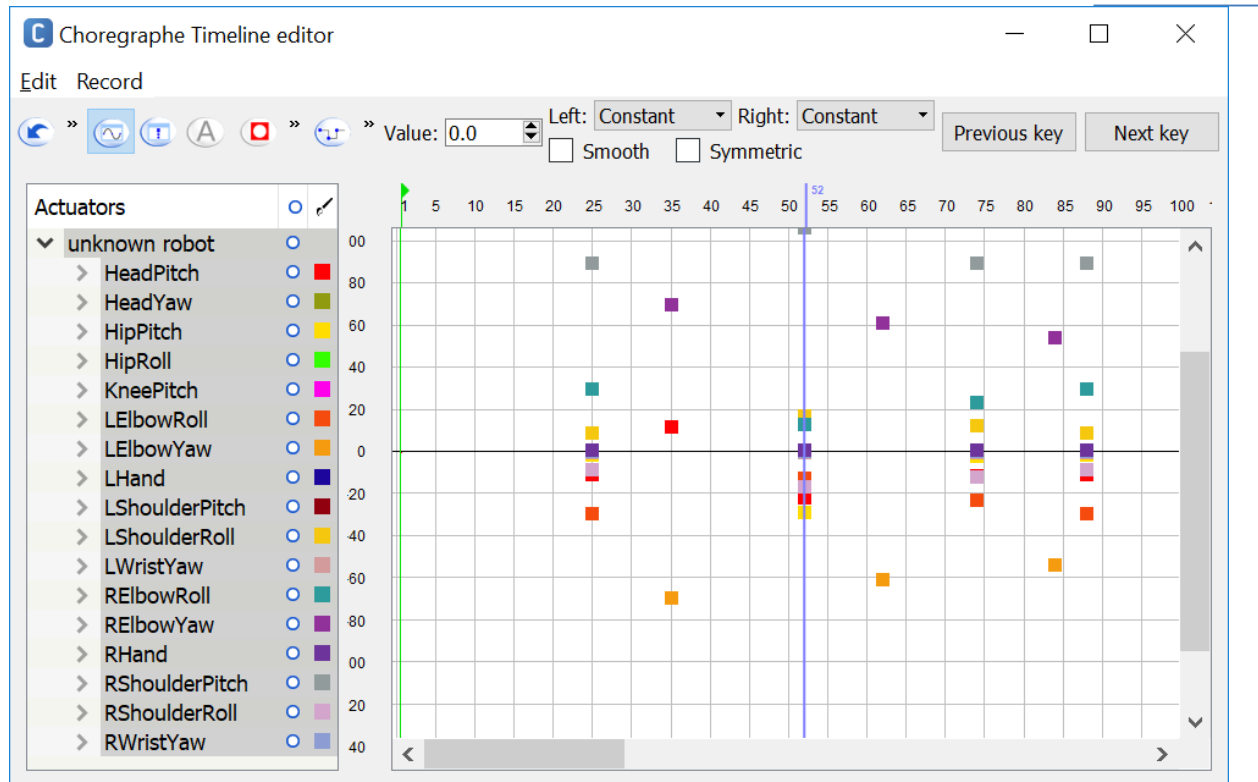 C Choregraphe Timeline editor
Edit Record
» A » » Value: 0.0 Left: Constant Right: Constant Previous key Next key
Smooth Symmetric
52
Actuators 1 5 10 15 20 25 30 35 40 45 50 55 60 65 70 75 80 85 90 95 100
unknown robot 00
HeadPitch
80
HeadYaw
HipPitch 60
HipRoll
40
KneePitch
LElbowRoll 20
LElbowYaw 0
LHand
-20
LShoulderPitch
LShoulderRoll -40
LWristYaw
-60
RElbowRoll
RElbowYaw -80
RHand 00
RShoulderPitch
RShoulderRoll 20
RWristYaw 40